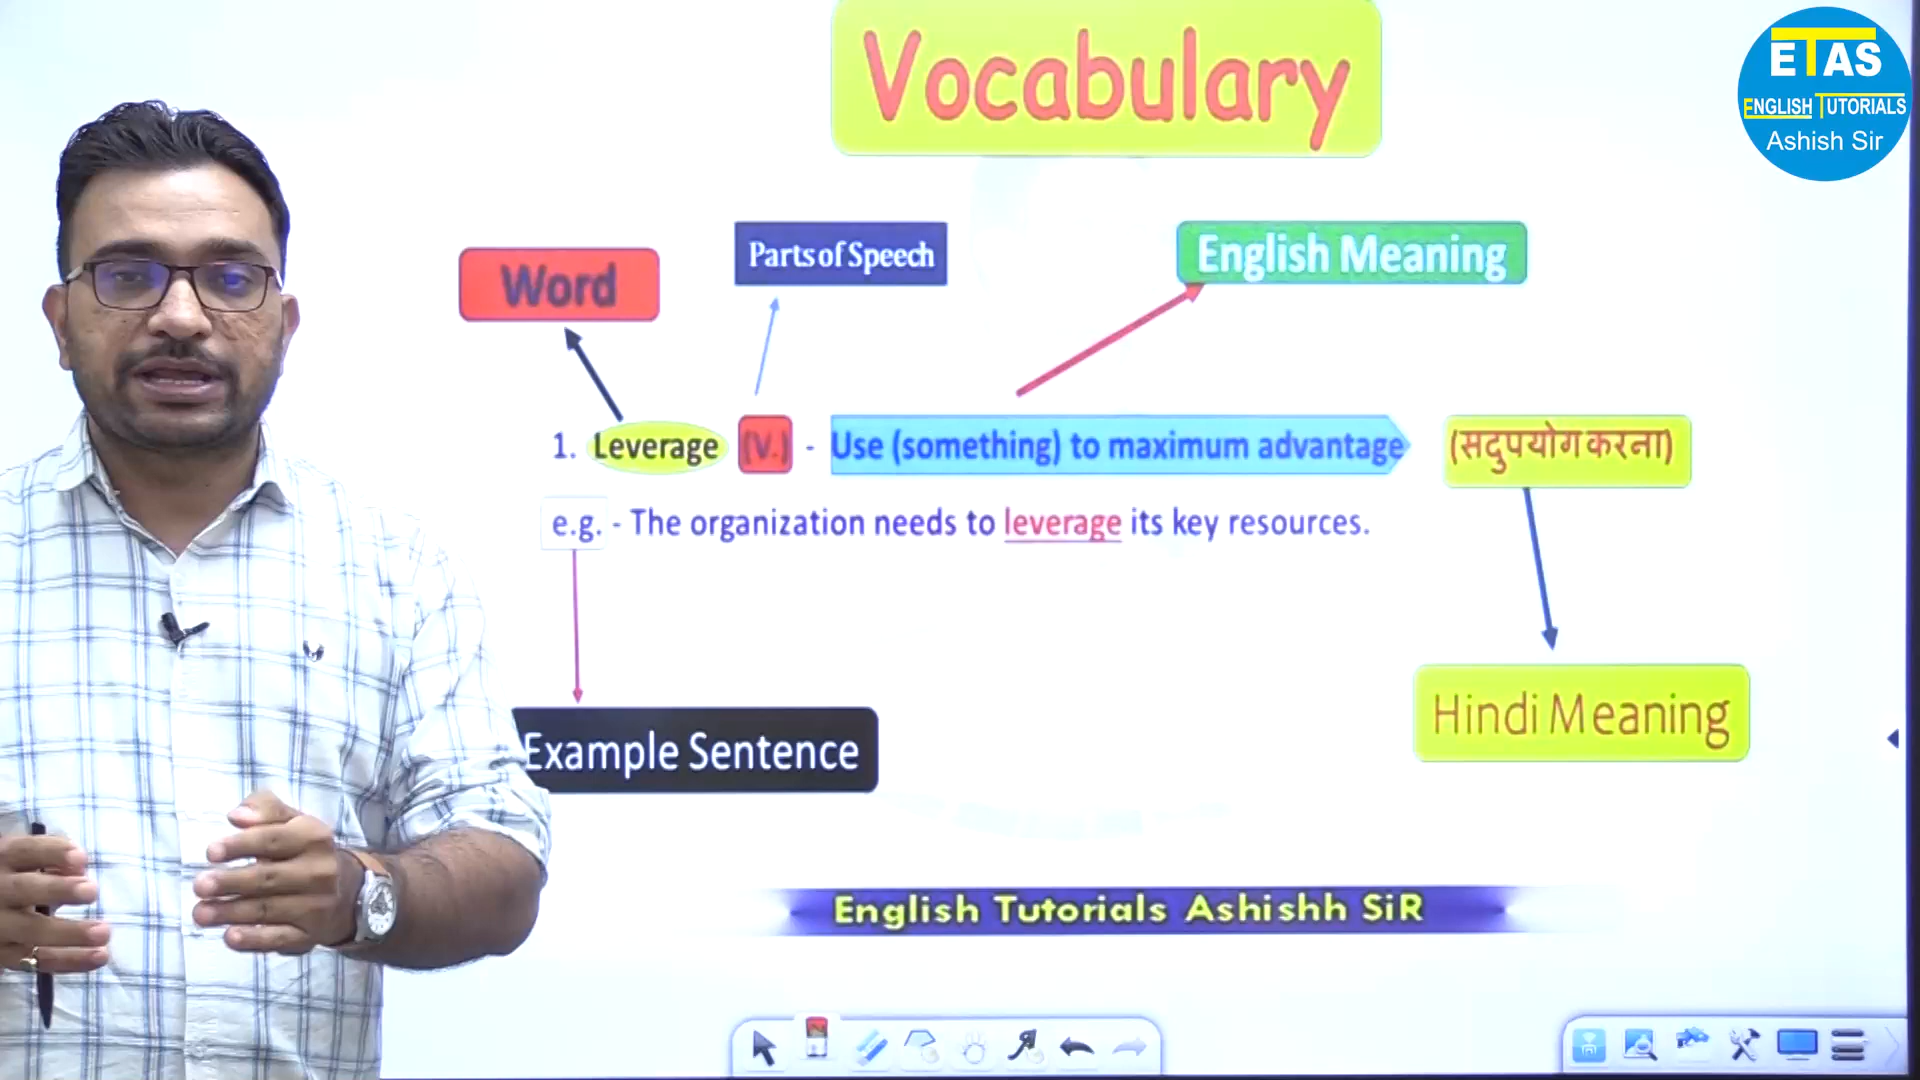 Vocabulary
ETAS
ENGLISH TUTORIALS
Ashish Sir
Word
Parts of Speech
English Meaning
1. Leverage (V.) - Use (something) to maximum advantage (सदुपयोग करना)
e.g. - The organization needs to leverage its key resources.
Example Sentence
Hindi Meaning
English Tutorials Ashishh SiR